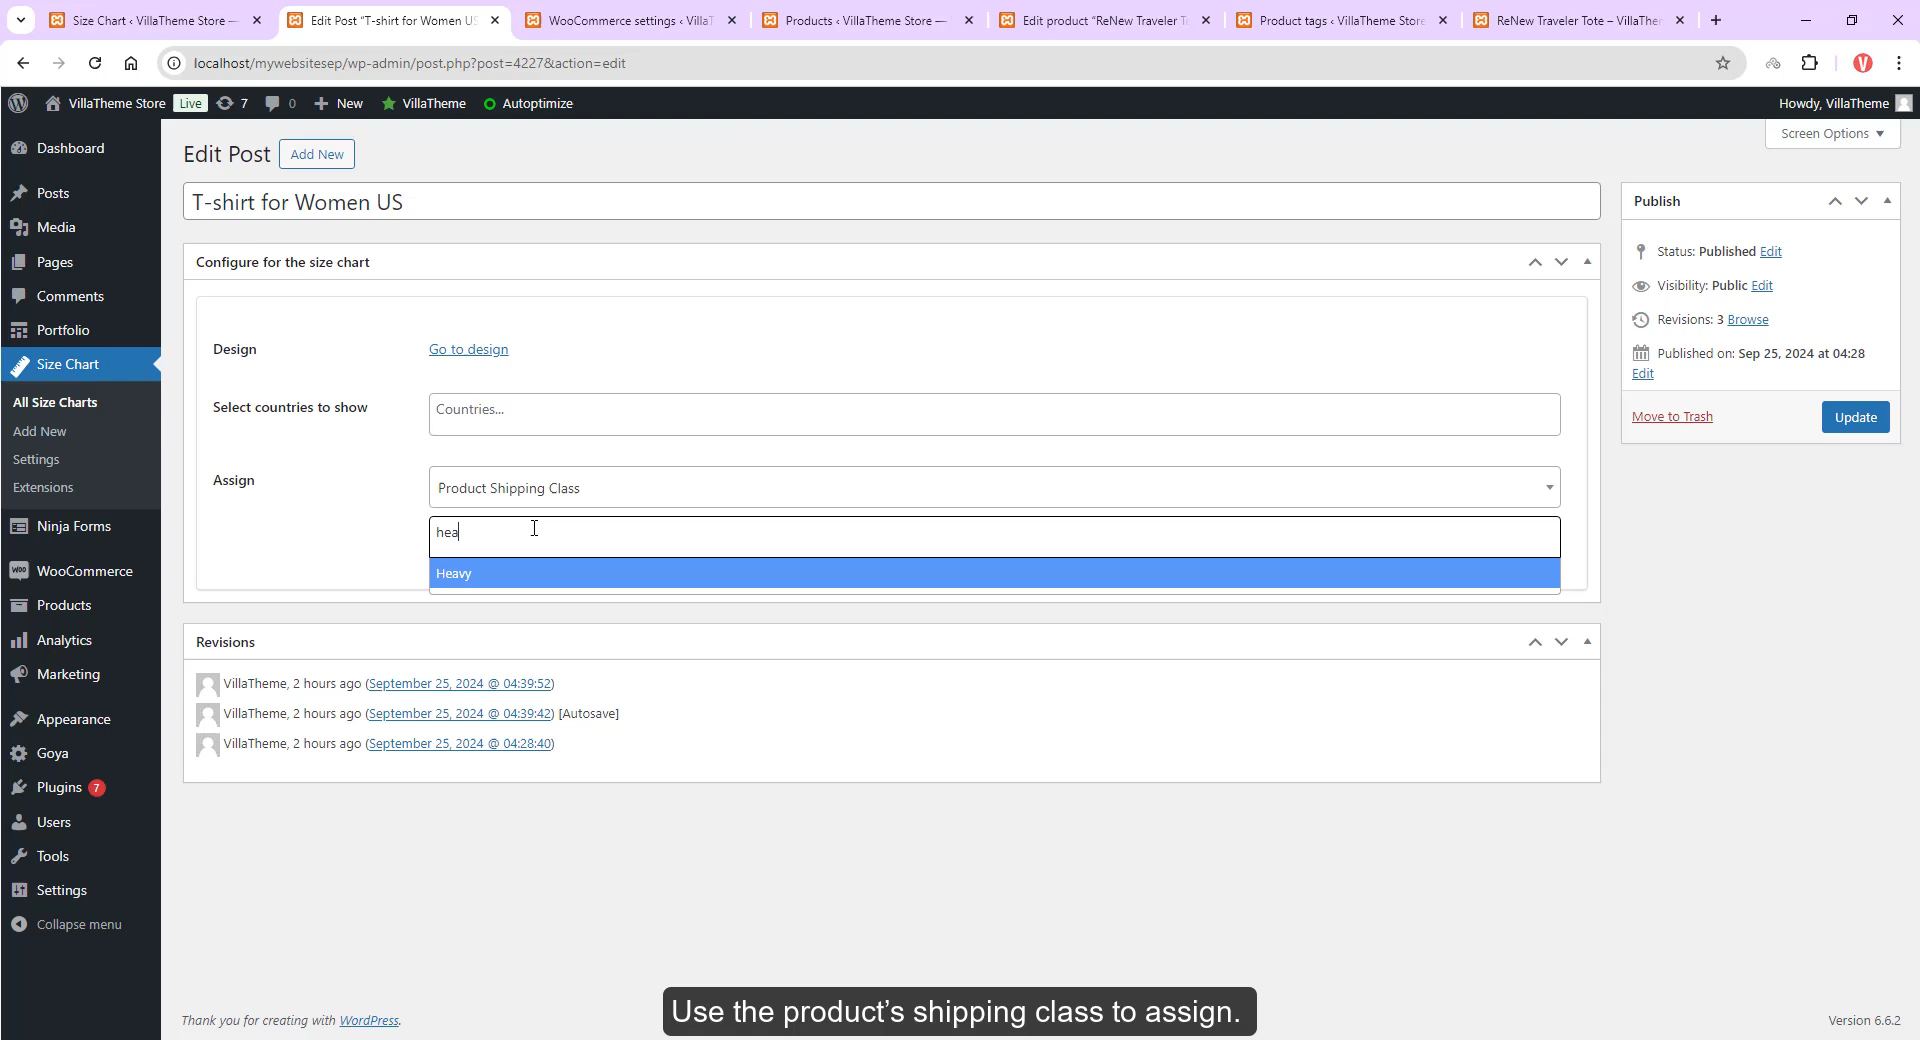 Size Chart ‹ VillaTheme Store —
Edit Post "T-shirt for Women US
WooCommerce settings ‹ VillaT
Products ‹ VillaTheme Store —
Edit product "ReNew Traveler T
Product tags ‹ VillaTheme Store
ReNew Traveler Tote – VillaThe
localhost/mywebsitesep/wp-admin/post.php?post=4227&action=edit
V
VillaTheme Store Live 7 0 New VillaTheme Autoptimize
Howdy, VillaTheme
Screen Options
Edit Post Add New
T-shirt for Women US
Configure for the size chart
Design Go to design
Select countries to show Countries...
Assign Product Shipping Class
hea
Heavy
Revisions
VillaTheme, 2 hours ago (September 25, 2024 @ 04:39:52)
VillaTheme, 2 hours ago (September 25, 2024 @ 04:39:42) [Autosave]
VillaTheme, 2 hours ago (September 25, 2024 @ 04:28:40)
Publish
Status: Published Edit
Visibility: Public Edit
Revisions: 3 Browse
Published on: Sep 25, 2024 at 04:28
Edit
Move to Trash Update
Dashboard
Posts
Media
Pages
Comments
Portfolio
Size Chart
All Size Charts
Add New
Settings
Extensions
Ninja Forms
WooCommerce
Products
Analytics
Marketing
Appearance
Goya
Plugins 7
Users
Tools
Settings
Collapse menu
Thank you for creating with WordPress.
Version 6.6.2
Use the product’s shipping class to assign.